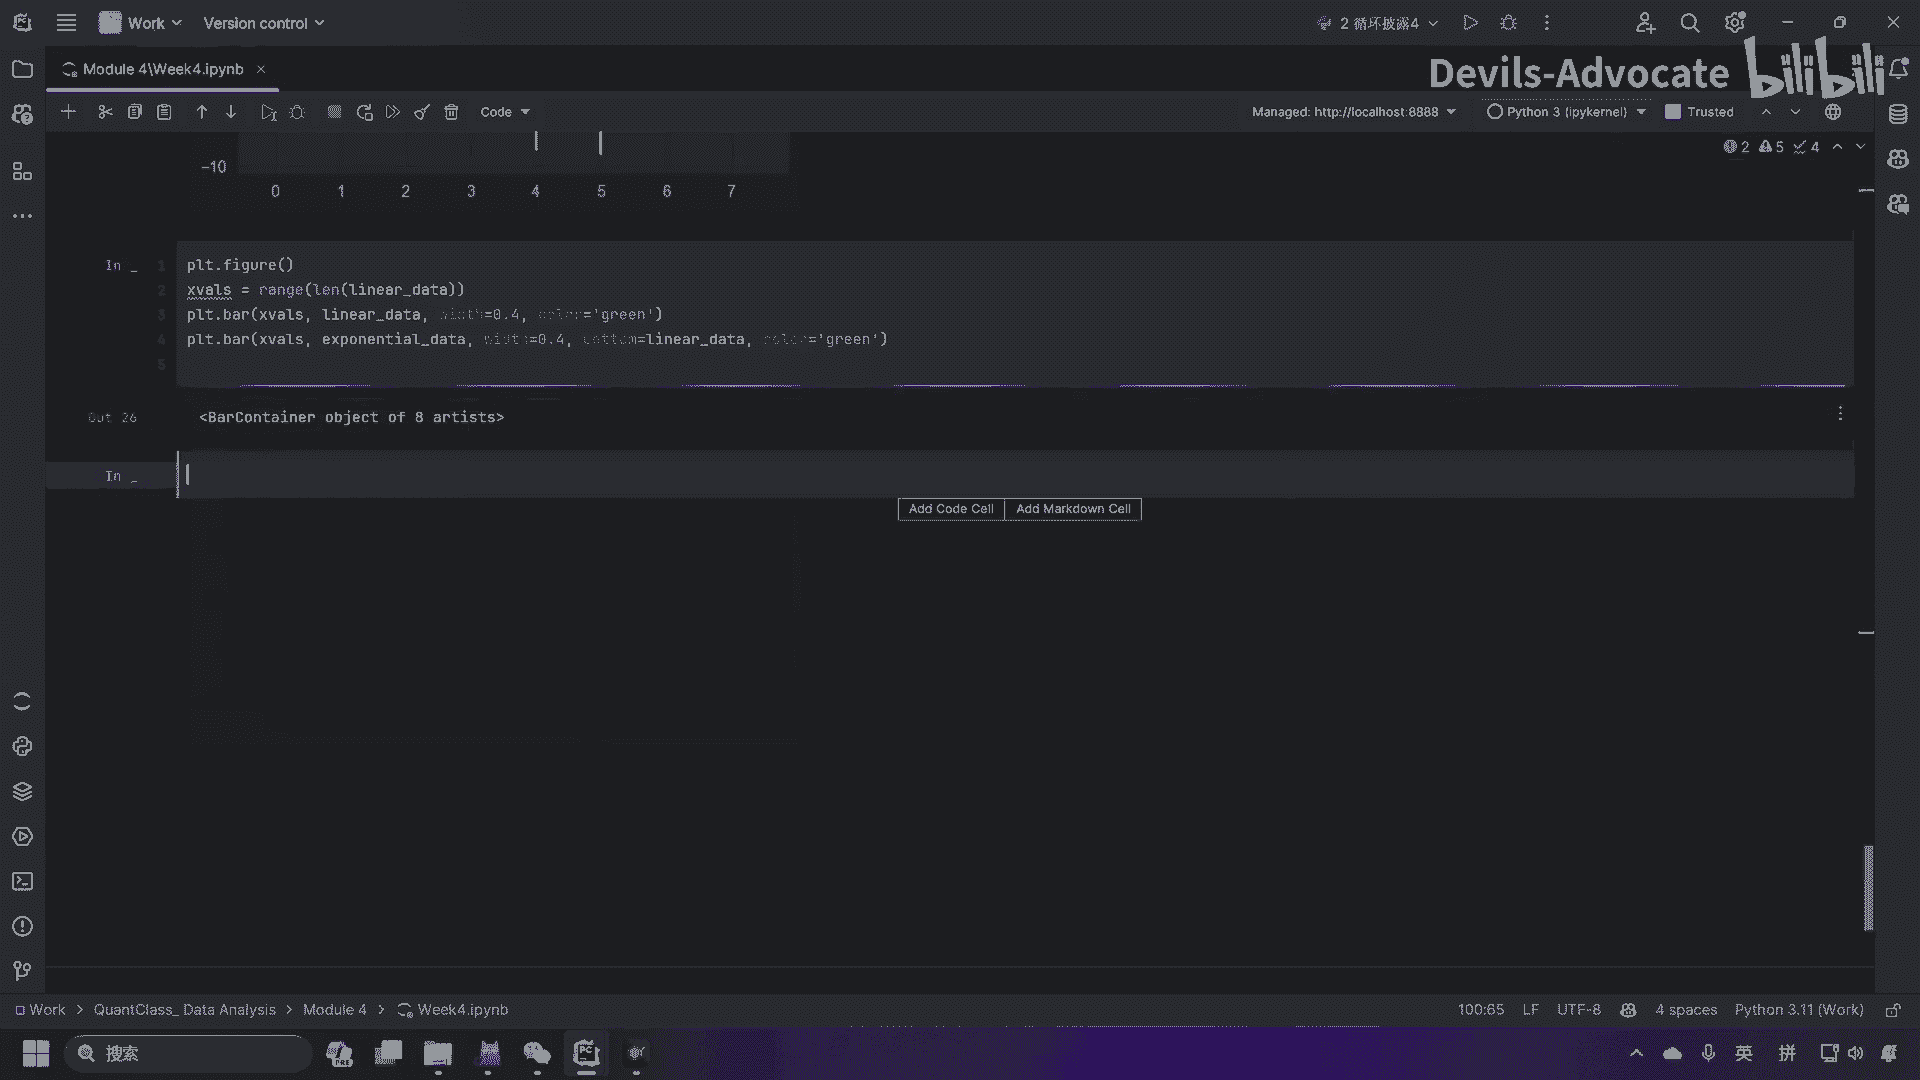 Work
Version control
2 循环披露4
Module 4\Week4.ipynb
Devils-Advocate
bilibili
Code
Managed: http://localhost:8888
Python 3 (ipykernel)
Trusted
2 5 4
−10
0 1 2 3 4 5 6 7
In _
1 plt.figure()
2 xvals = range(len(linear_data))
3 plt.bar(xvals, linear_data, width=0.4, color='green')
4 plt.bar(xvals, exponential_data, width=0.4, bottom=linear_data, color='green')
5
Out 26
<BarContainer object of 8 artists>
In _
Add Code Cell
Add Markdown Cell
Work > QuantClass_ Data Analysis > Module 4 > Week4.ipynb
100:65 LF UTF-8 4 spaces Python 3.11 (Work)
搜索
PRE
PC
英
拼